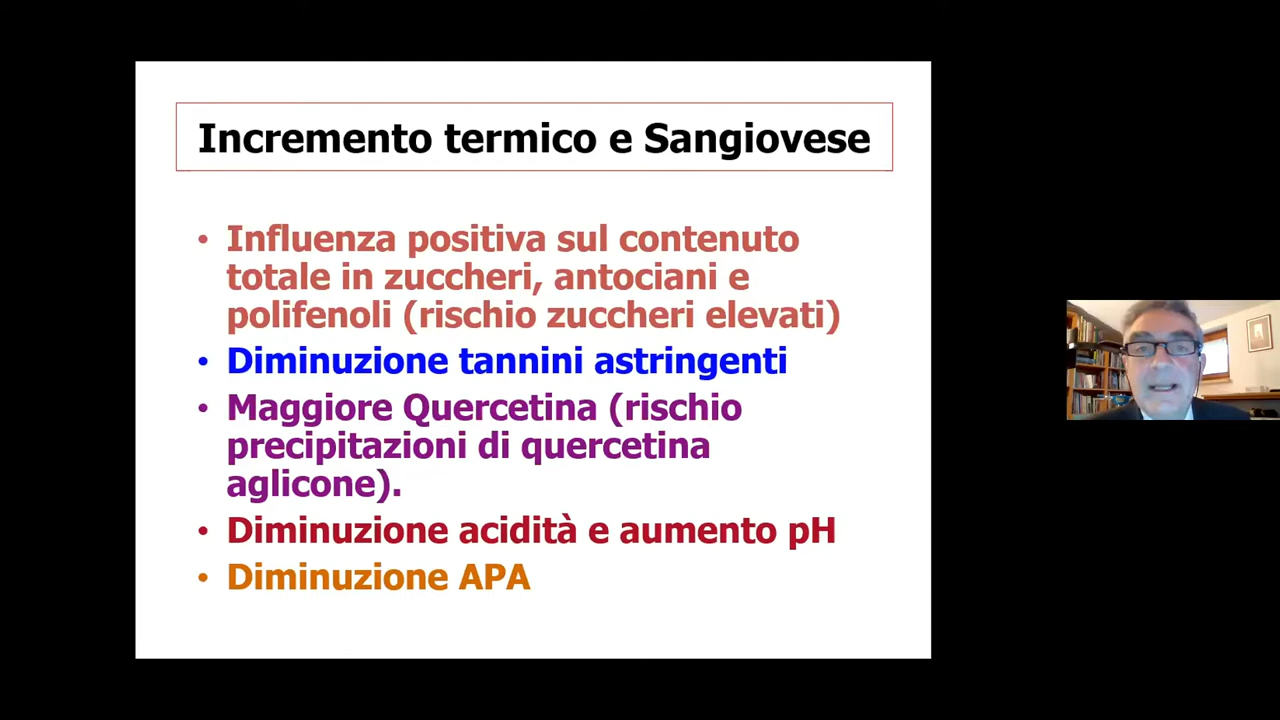 Incremento termico e Sangiovese
• Influenza positiva sul contenuto
totale in zuccheri, antociani e
polifenoli (rischio zuccheri elevati)
• Diminuzione tannini astringenti
• Maggiore Quercetina (rischio
precipitazioni di quercetina
aglicone).
• Diminuzione acidità e aumento pH
• Diminuzione APA